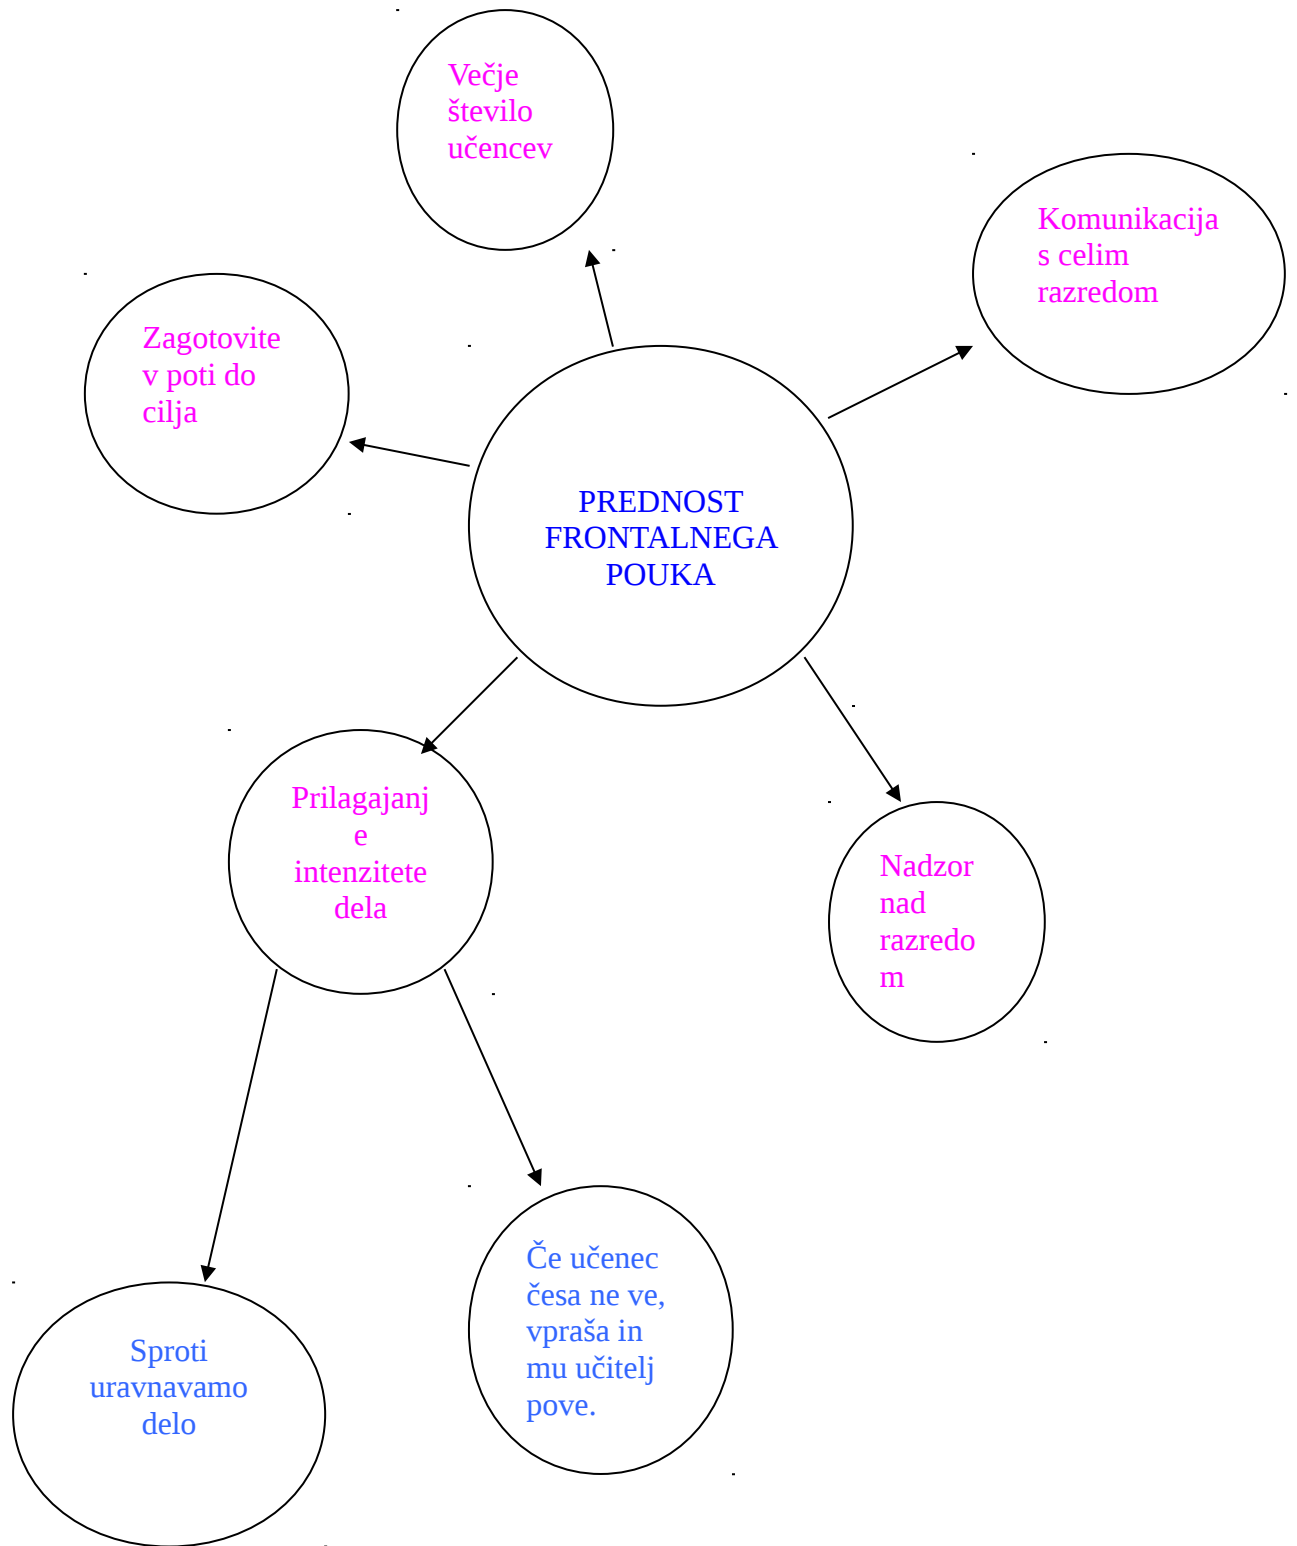 Večje
število
učencev
Komunikacija
s celim
razredom
Zagotovite
v poti do
cilja
PREDNOST
FRONTALNEGA
POUKA
Prilagajanj
e
intenzitete
dela
Nadzor
nad
razredo
m
Če učenec
česa ne ve,
vpraša in
mu učitelj
pove.
Sproti
uravnavamo
delo